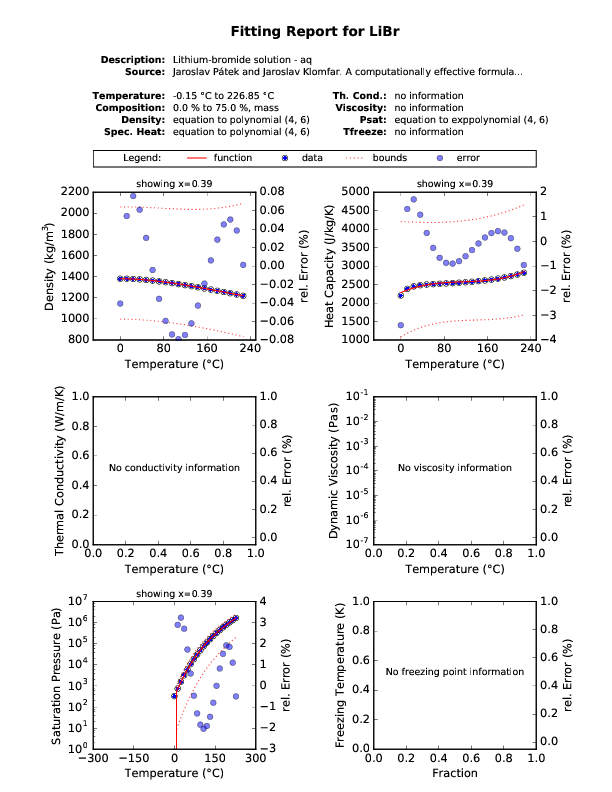 Fitting Report for LiBr
Description: Lithium-bromide solution - aq
Source: Jaroslav Pátek and Jaroslav Klomfar. A computationally effective formula...
Temperature: -0.15 °C to 226.85 °C Th. Cond.: no information
Composition: 0.0 % to 75.0 %, mass Viscosity: no information
Density: equation to polynomial (4, 6) Psat: equation to exppolynomial (4, 6)
Spec. Heat: equation to polynomial (4, 6) Tfreeze: no information
Legend: function data bounds error
showing x=0.39
2200
2000
1800
1600
1400
1200
1000
800
Density (kg/m³)
0.08
0.06
0.04
0.02
0.00
−0.02
−0.04
−0.06
−0.08
rel. Error (%)
0 80 160 240
Temperature (°C)
showing x=0.39
5000
4500
4000
3500
3000
2500
2000
1500
1000
Heat Capacity (J/kg/K)
2
1
0
−1
−2
−3
−4
rel. Error (%)
0 80 160 240
Temperature (°C)
1.0
0.8
0.6
0.4
0.2
0.0
Thermal Conductivity (W/m/K)
No conductivity information
1.0
0.8
0.6
0.4
0.2
0.0
rel. Error (%)
0.0 0.2 0.4 0.6 0.8 1.0
Temperature (°C)
10⁻¹
10⁻²
10⁻³
10⁻⁴
10⁻⁵
10⁻⁶
10⁻⁷
Dynamic Viscosity (Pas)
No viscosity information
1.0
0.8
0.6
0.4
0.2
0.0
rel. Error (%)
0.0 0.2 0.4 0.6 0.8 1.0
Temperature (°C)
showing x=0.39
10⁷
10⁶
10⁵
10⁴
10³
10²
10¹
10⁰
Saturation Pressure (Pa)
4
3
2
1
0
−1
−2
−3
rel. Error (%)
−300 −150 0 150 300
Temperature (°C)
1.0
0.8
0.6
0.4
0.2
0.0
Freezing Temperature (K)
No freezing point information
1.0
0.8
0.6
0.4
0.2
0.0
rel. Error (%)
0.0 0.2 0.4 0.6 0.8 1.0
Fraction